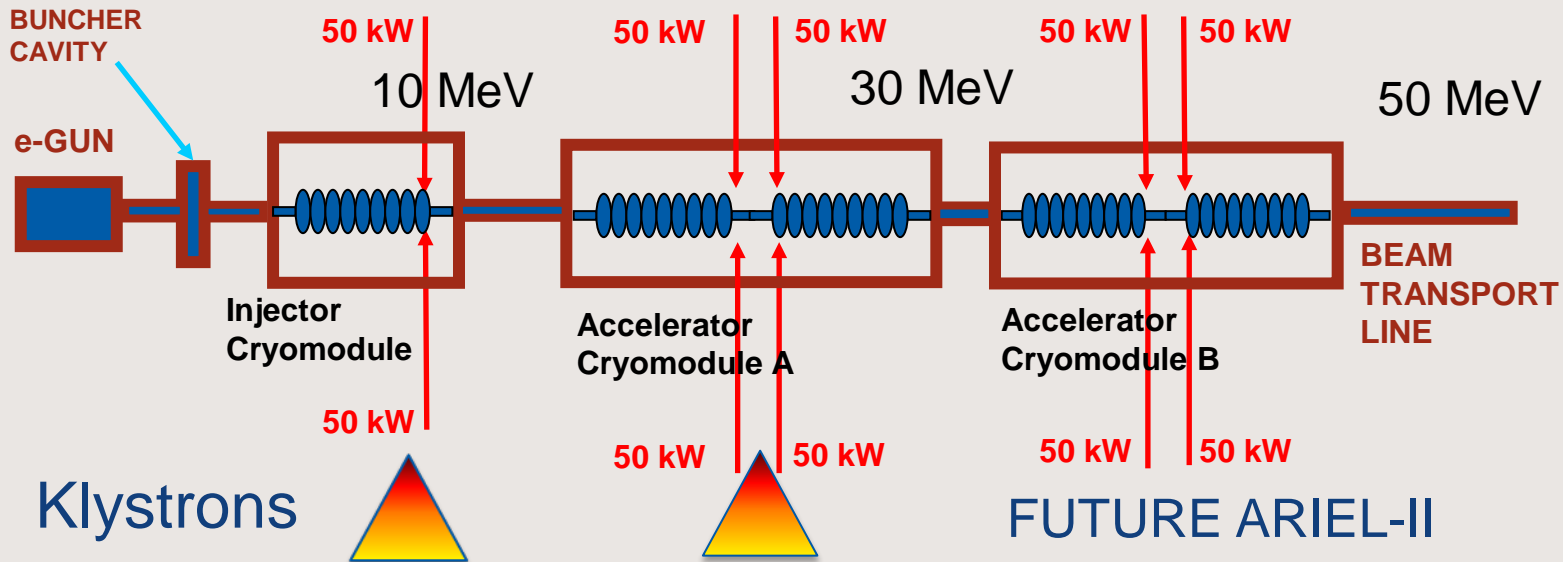 BUNCHER
CAVITY
50 kW
50 kW
50 kW
50 kW
50 kW
10 MeV
30 MeV
50 MeV
e-GUN
Injector
Cryomodule
Accelerator
Cryomodule A
Accelerator
Cryomodule B
BEAM
TRANSPORT
LINE
50 kW
50 kW
50 kW
50 kW
50 kW
Klystrons
FUTURE ARIEL-II